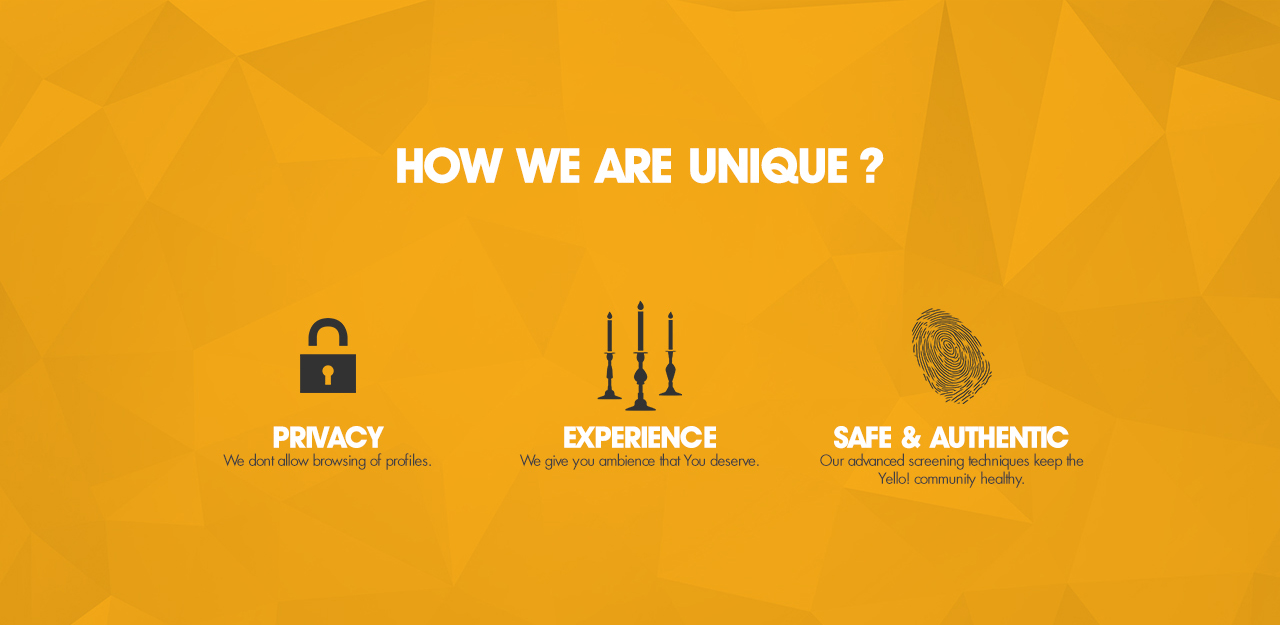 HOW WE ARE UNIQUE ?
PRIVACY
We dont allow browsing of profiles.
EXPERIENCE
We give you ambience that You deserve.
SAFE & AUTHENTIC
Our advanced screening techniques keep the
Yello! community healthy.